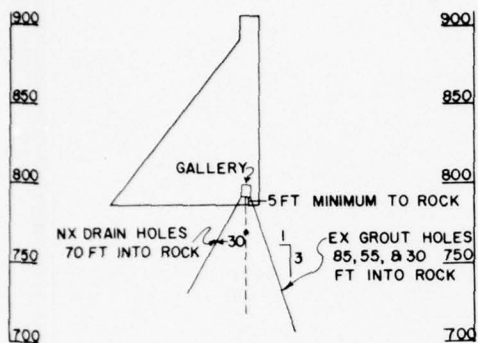 900 900
850 850
GALLERY
800 800
5 FT MINIMUM TO ROCK
NX DRAIN HOLES
70 FT INTO ROCK
30°
1
3
EX GROUT HOLES
85, 55, & 30
FT INTO ROCK
750 750
700 700